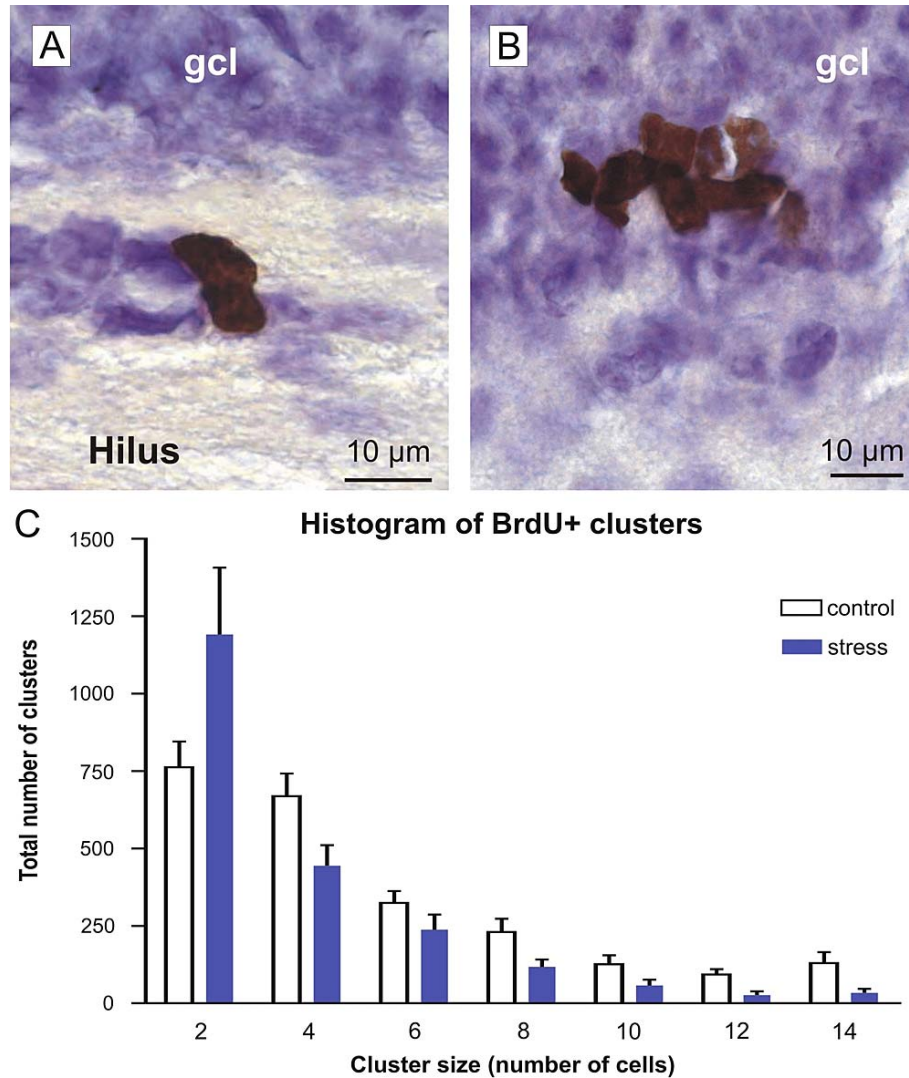 A
gcl
Hilus
10 µm
B
gcl
10 µm
C
Histogram of BrdU+ clusters
1500
1250
1000
750
500
250
0
Total number of clusters
control
stress
2 4 6 8 10 12 14
Cluster size (number of cells)